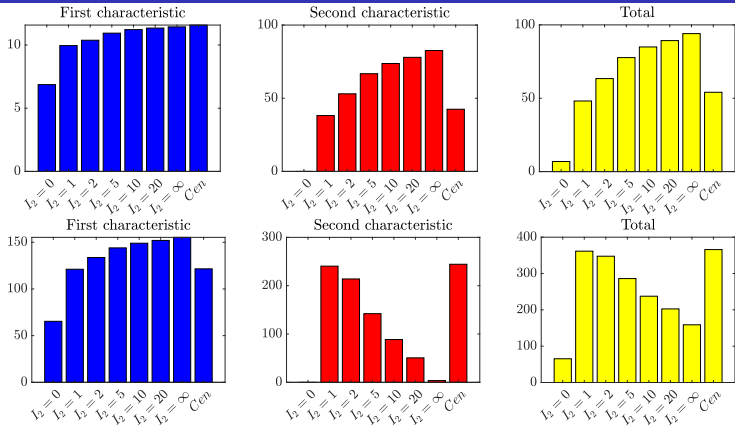 First characteristic
10
5
0
I₂ = 0
I₂ = 1
I₂ = 2
I₂ = 5
I₂ = 10
I₂ = 20
I₂ = ∞
Cen
Second characteristic
100
50
0
I₂ = 0
I₂ = 1
I₂ = 2
I₂ = 5
I₂ = 10
I₂ = 20
I₂ = ∞
Cen
Total
100
50
0
I₂ = 0
I₂ = 1
I₂ = 2
I₂ = 5
I₂ = 10
I₂ = 20
I₂ = ∞
Cen
First characteristic
150
100
50
0
I₂ = 0
I₂ = 1
I₂ = 2
I₂ = 5
I₂ = 10
I₂ = 20
I₂ = ∞
Cen
Second characteristic
300
200
100
0
I₂ = 0
I₂ = 1
I₂ = 2
I₂ = 5
I₂ = 10
I₂ = 20
I₂ = ∞
Cen
Total
400
300
200
100
0
I₂ = 0
I₂ = 1
I₂ = 2
I₂ = 5
I₂ = 10
I₂ = 20
I₂ = ∞
Cen